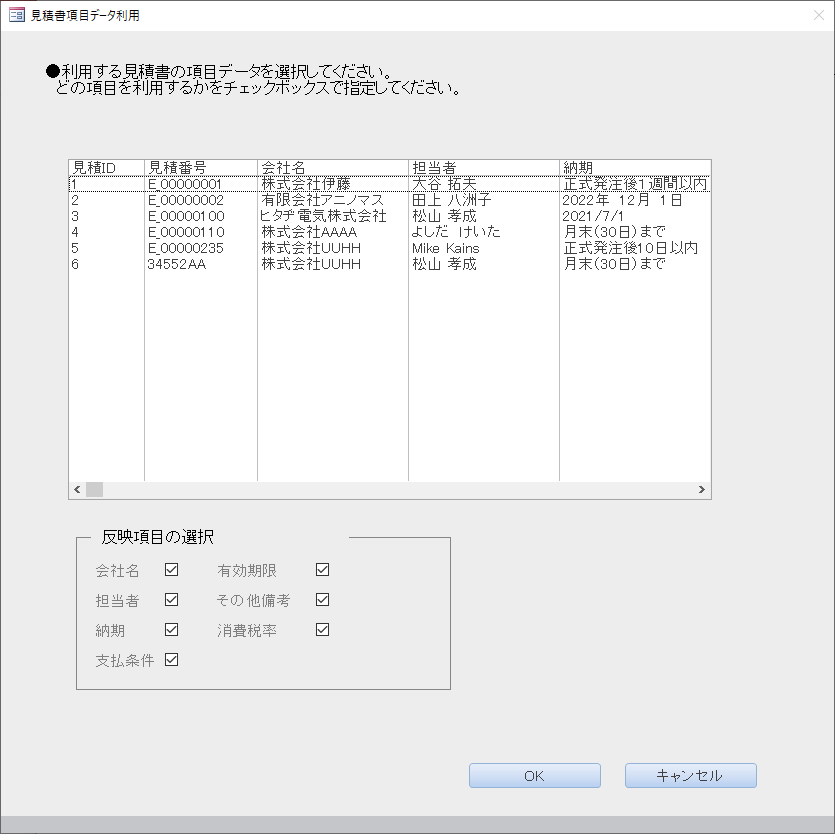 見積書項目データ利用
●利用する見積書の項目データを選択してください。
どの項目を利用するかをチェックボックスで指定してください。
見積ID 見積番号 会社名 担当者 納期
1 E_00000001 株式会社伊藤 大谷 拓夫 正式発注後1週間以内
2 E_00000002 有限会社アニノマス 田上 八洲子 2022年 12月 1日
3 E_00000100 ヒタヂ電気株式会社 松山 孝成 2021/7/1
4 E_00000110 株式会社AAAA よしだ けいた 月末(30日)まで
5 E_00000235 株式会社UUHH Mike Kains 正式発注後10日以内
6 34552AA 株式会社UUHH 松山 孝成 月末(30日)まで
反映項目の選択
会社名 有効期限
担当者 その他備考
納期 消費税率
支払条件
OK キャンセル